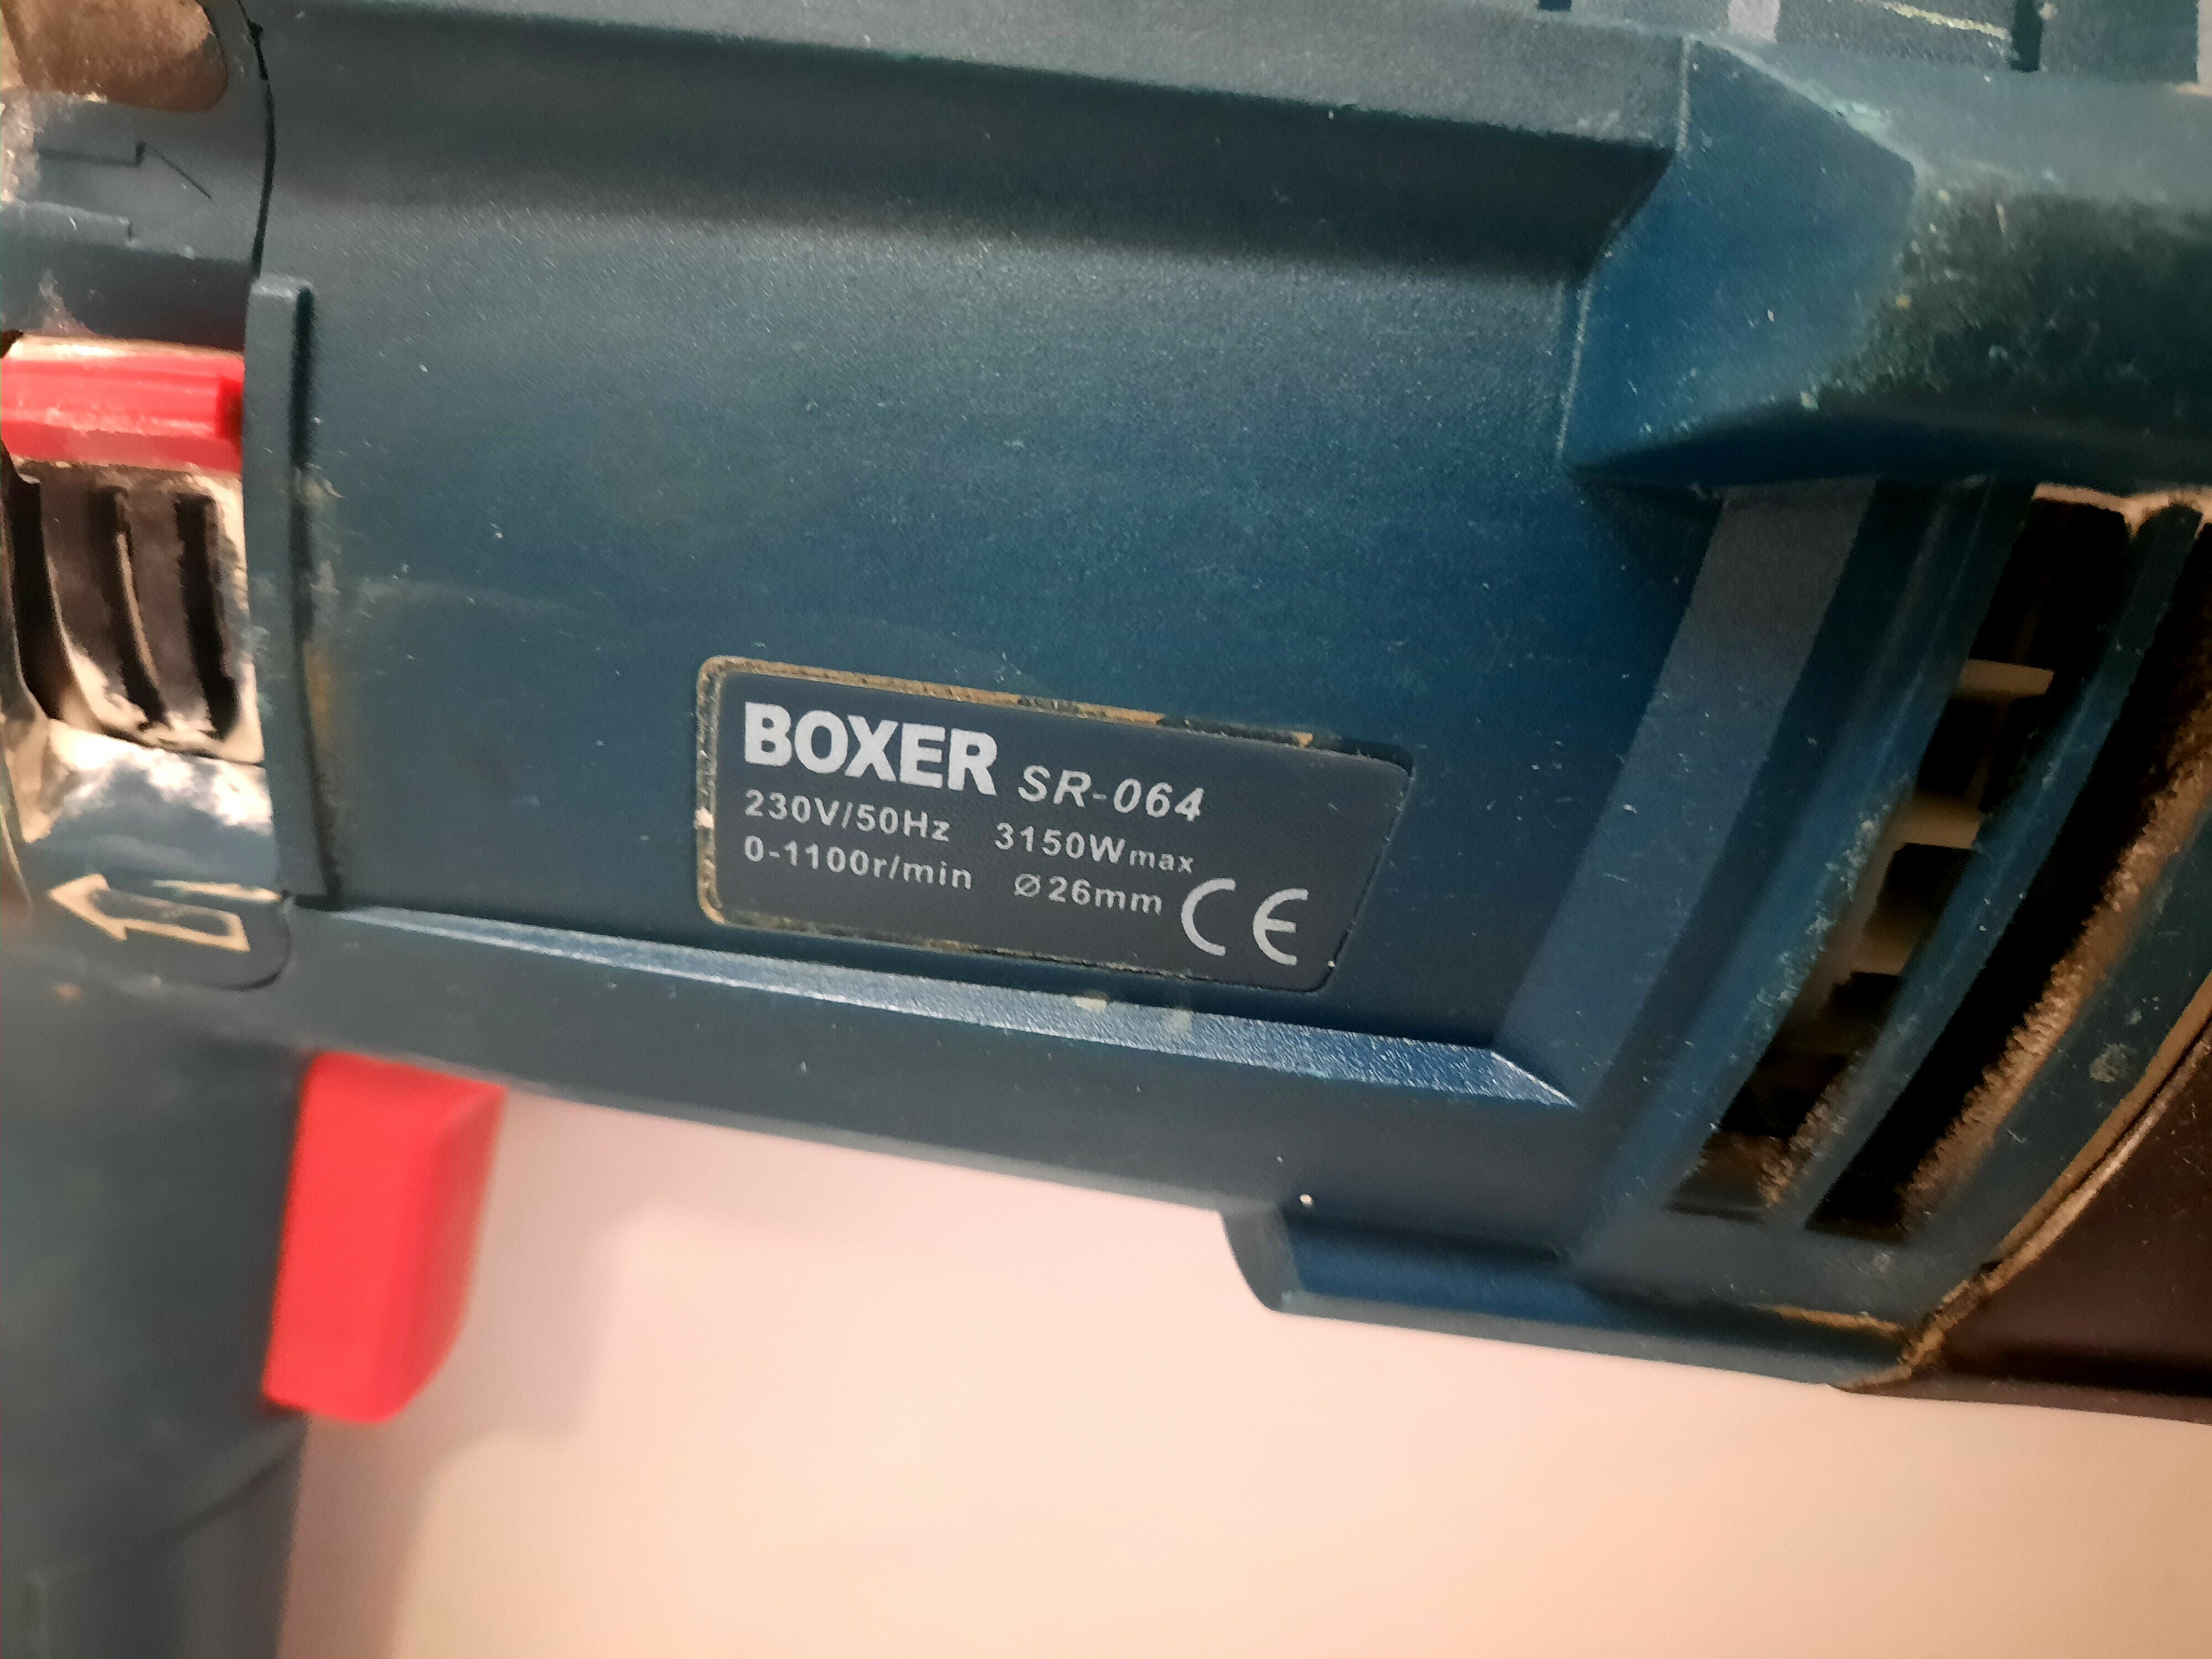 BOXER SR-064
230V/50Hz 3150Wmax
0-1100r/min Ø26mm CE